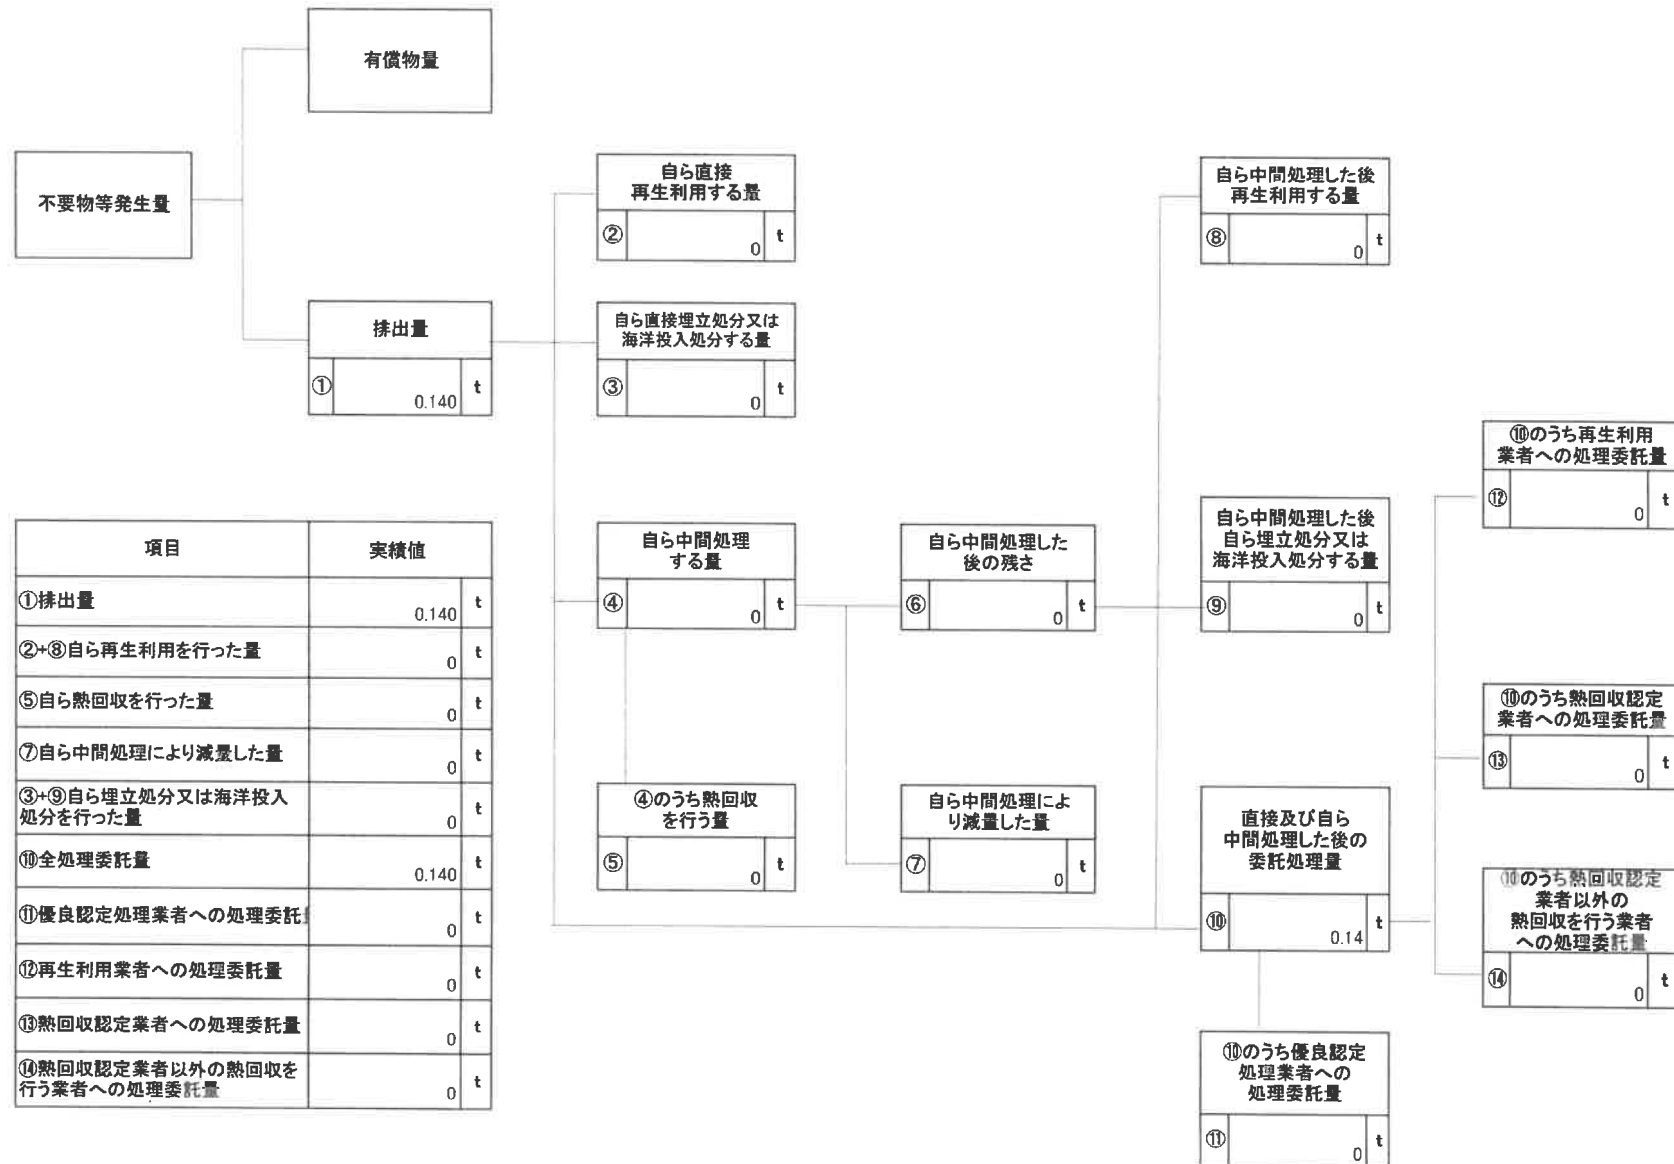 有償物量
不要物等発生量
排出量
① 0.140 t
自ら直接
再生利用する量
② 0 t
自ら直接埋立処分又は
海洋投入処分する量
③ 0 t
自ら中間処理
する量
④ 0 t
④のうち熱回収
を行う量
⑤ 0 t
自ら中間処理した
後の残さ
⑥ 0 t
自ら中間処理によ
り減量した量
⑦ 0 t
自ら中間処理した後
再生利用する量
⑧ 0 t
自ら中間処理した後
自ら埋立処分又は
海洋投入処分する量
⑨ 0 t
直接及び自ら
中間処理した後の
委託処理量
⑩ 0.14 t
⑩のうち優良認定
処理業者への
処理委託量
⑪ 0 t
⑩のうち再生利用
業者への処理委託量
⑫ 0 t
⑩のうち熱回収認定
業者への処理委託量
⑬ 0 t
⑩のうち熱回収認定
業者以外の
熱回収を行う業者
への処理委託量
⑭ 0 t
項目 実績値
①排出量 0.140 t
②+⑧自ら再生利用を行った量 0 t
⑤自ら熱回収を行った量 0 t
⑦自ら中間処理により減量した量 0 t
③+⑨自ら埋立処分又は海洋投入
処分を行った量 0 t
⑩全処理委託量 0.140 t
⑪優良認定処理業者への処理委託 0 t
⑫再生利用業者への処理委託量 0 t
⑬熱回収認定業者への処理委託量 0 t
⑭熱回収認定業者以外の熱回収を
行う業者への処理委託量 0 t